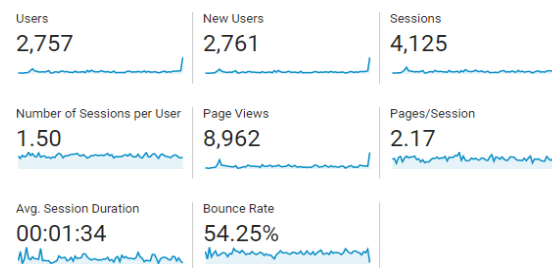 Users
2,757
New Users
2,761
Sessions
4,125
Number of Sessions per User
1.50
Page Views
8,962
Pages/Session
2.17
Avg. Session Duration
00:01:34
Bounce Rate
54.25%